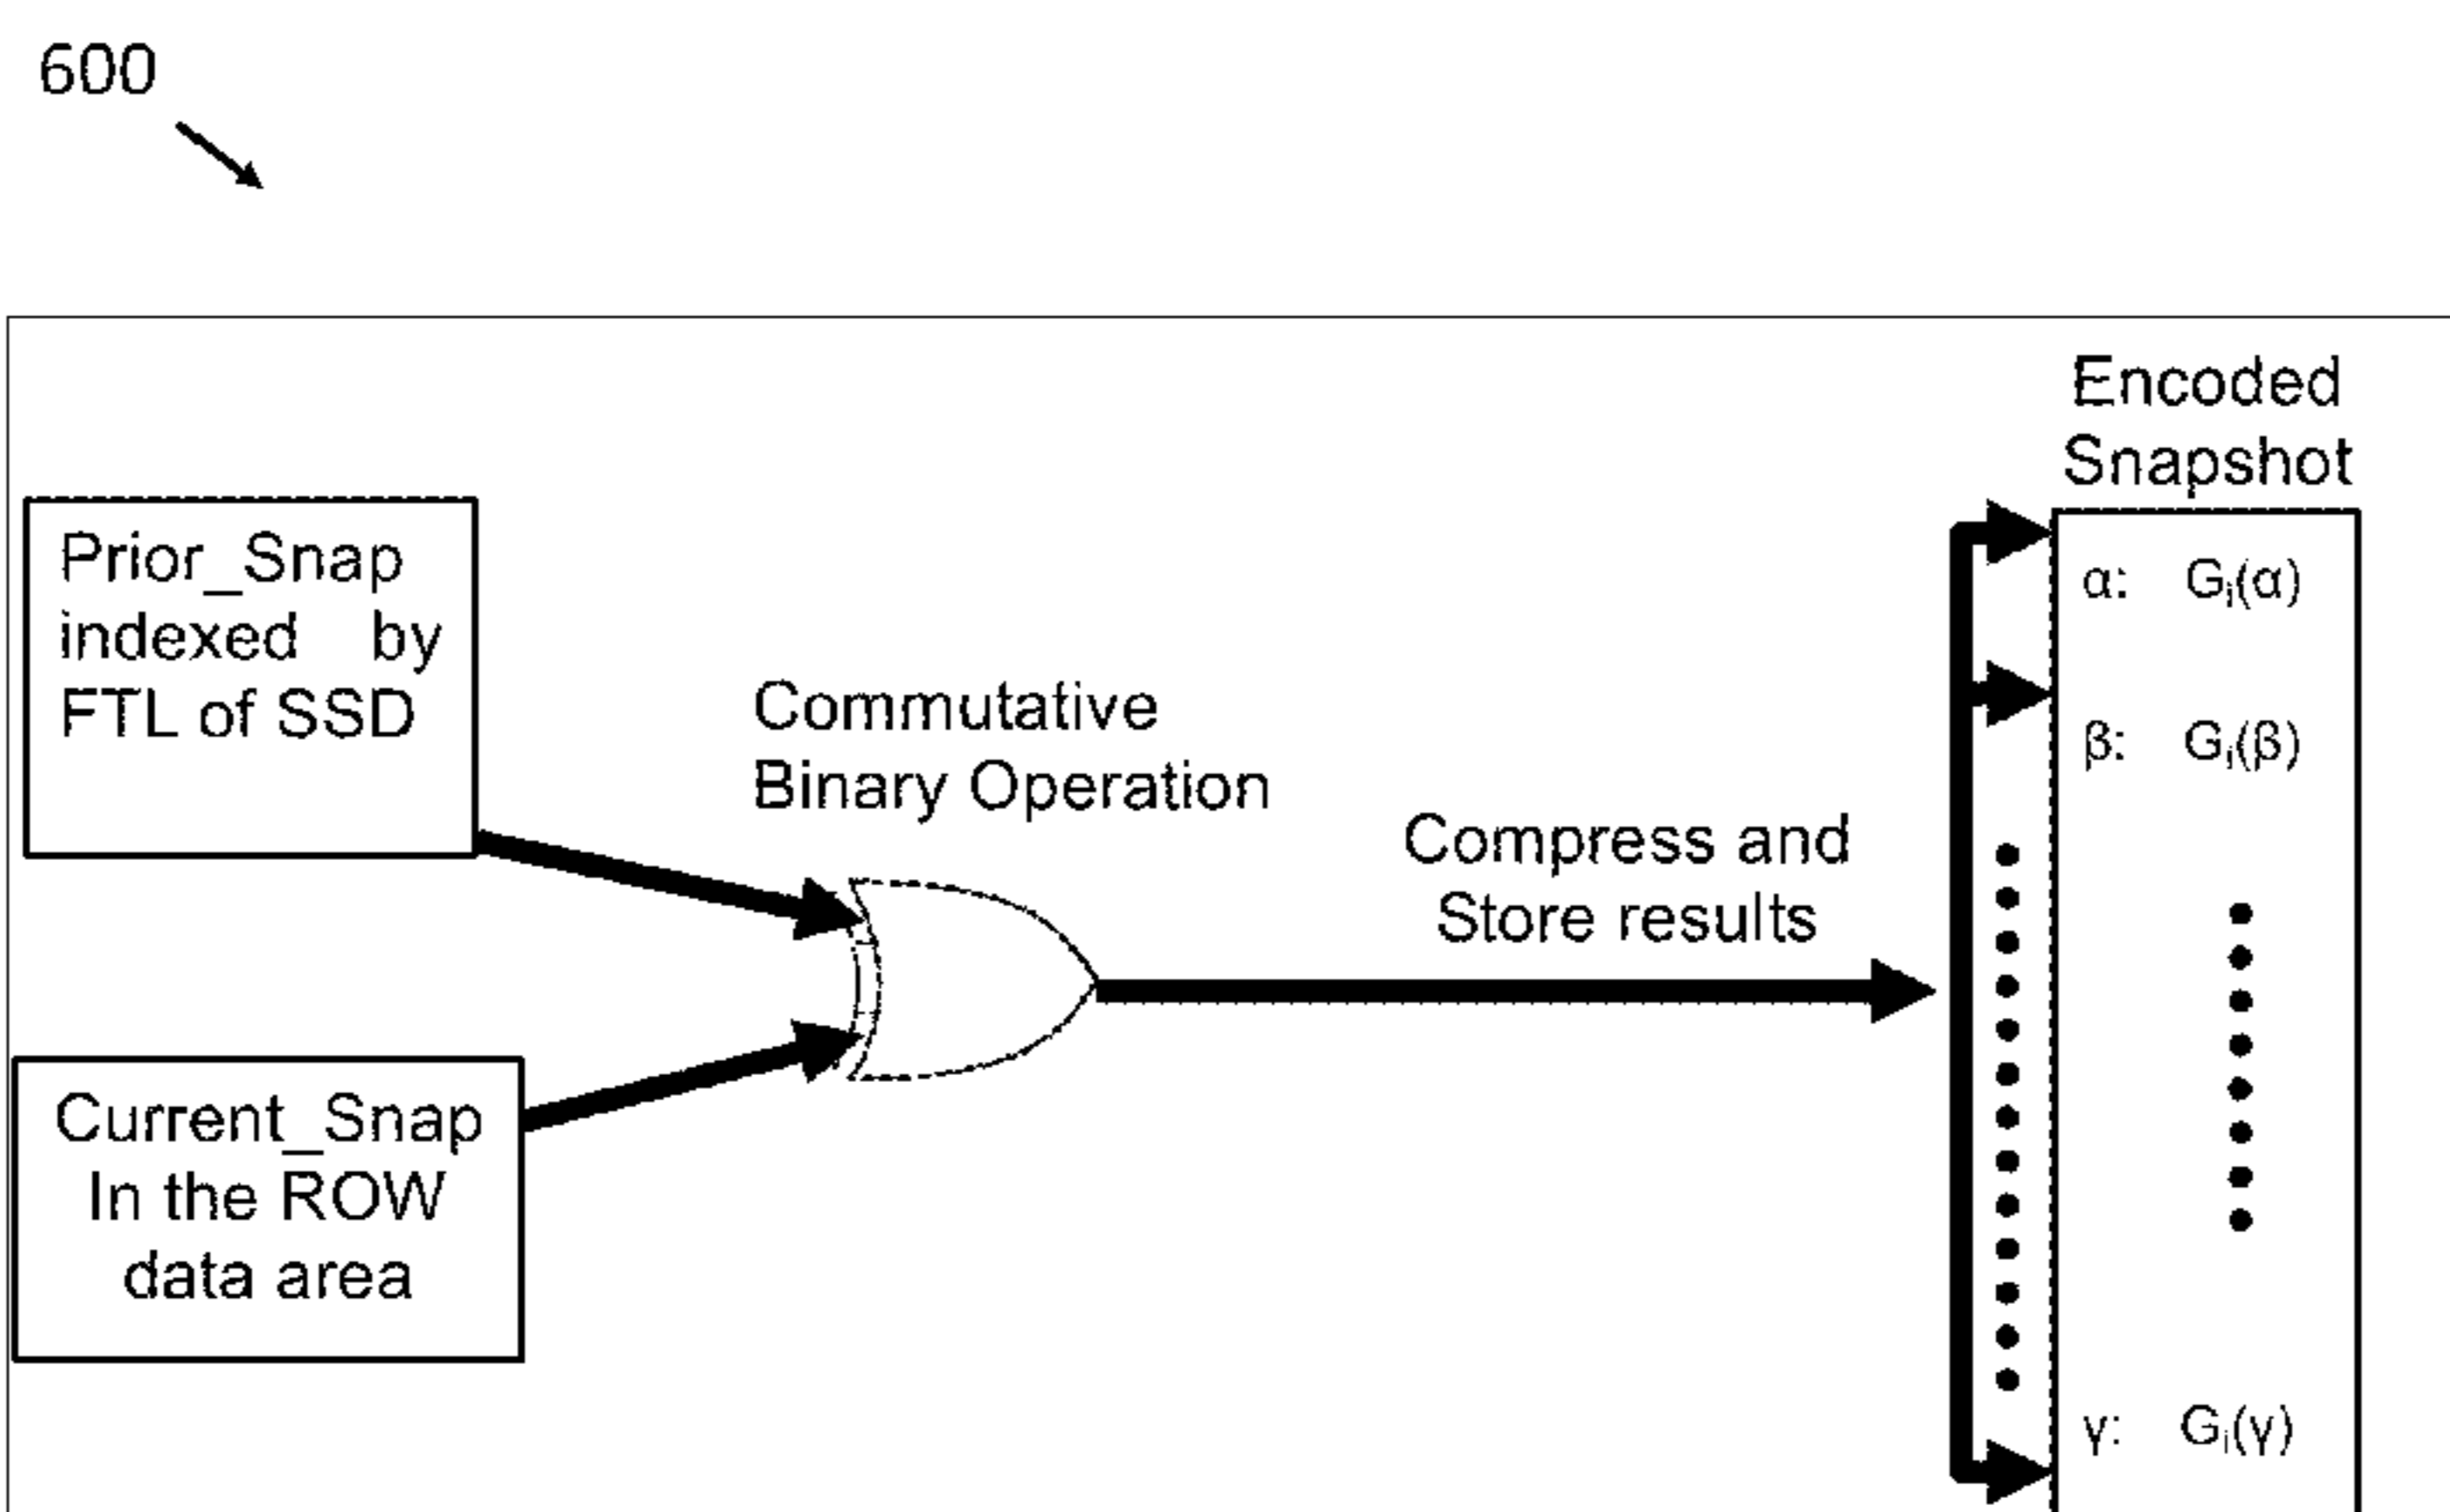 600
Encoded
Snapshot
Prior_Snap
indexed by
FTL of SSD
α: Gᵢ(α)
β: Gᵢ(β)
Commutative
Binary Operation
Compress and
Store results
Current_Snap
In the ROW
data area
γ: Gᵢ(γ)